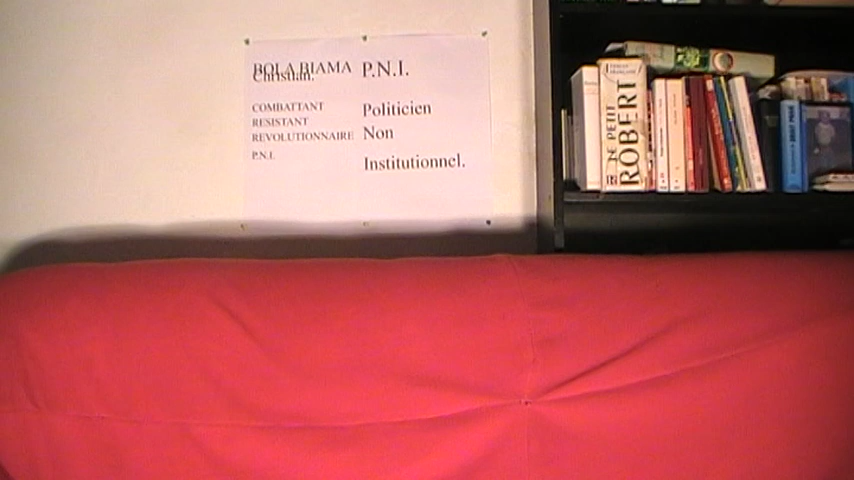 BOLA BIAMA
Christian.
COMBATTANT
RESISTANT
REVOLUTIONNAIRE
P.N.I.
P.N.I.
Politicien
Non
Institutionnel.
LE PETIT
ROBERT